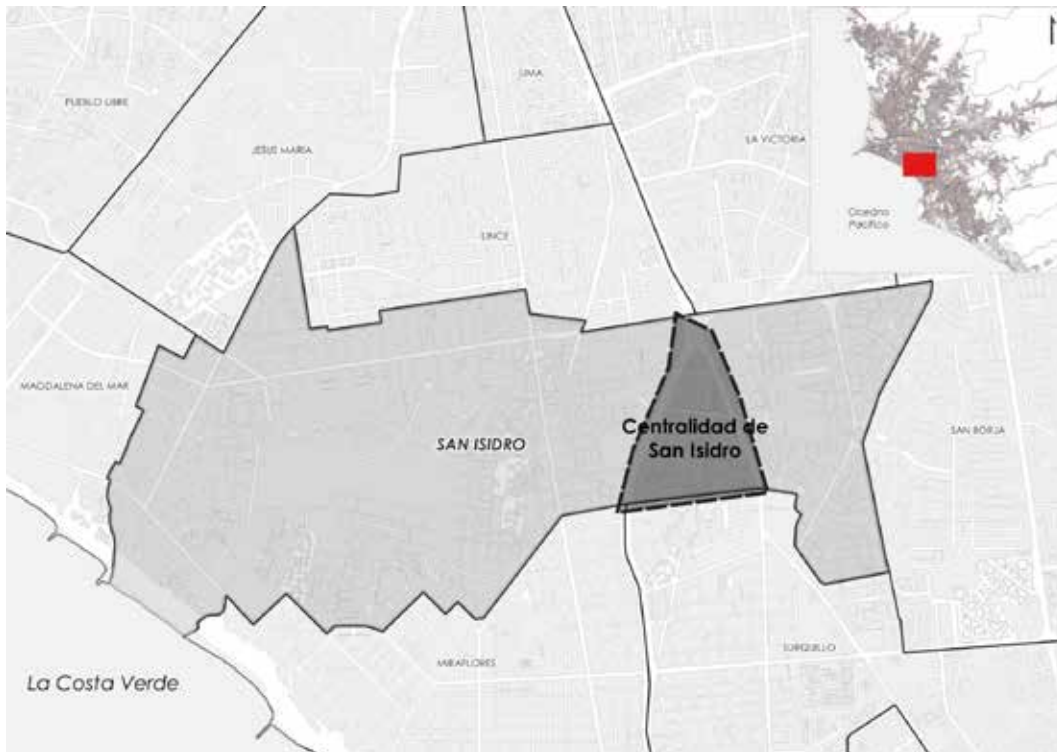 LIMA
PUEBLO LIBRE
LA VICTORIA
JESUS MARIA
Oceáno
Pacífico
LINCE
MAGDALENA DEL MAR
Centralidad de
San Isidro
SAN ISIDRO
SAN BORJA
SURQUILLO
MIRAFLORES
La Costa Verde